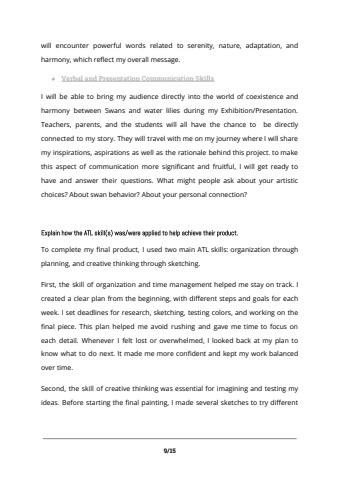 will encounter powerful words related to serenity, nature, adaptation, and
harmony, which reflect my overall message.
• Verbal and Presentation Communication Skills
I will be able to bring my audience directly into the world of coexistence and
harmony between Swans and water lilies during my Exhibition/Presentation.
Teachers, parents, and the students will all have the chance to be directly
connected to my story. They will travel with me on my journey where I will share
my inspirations, aspirations as well as the rationale behind this project. to make
this aspect of communication more significant and fruitful, I will get ready to
have and answer their questions. What might people ask about your artistic
choices? About swan behavior? About your personal connection?
Explain how the ATL skill(s) was/were applied to help achieve their product.
To complete my final product, I used two main ATL skills: organization through
planning, and creative thinking through sketching.
First, the skill of organization and time management helped me stay on track. I
created a clear plan from the beginning, with different steps and goals for each
week. I set deadlines for research, sketching, testing colors, and working on the
final piece. This plan helped me avoid rushing and gave me time to focus on
each detail. Whenever I felt lost or overwhelmed, I looked back at my plan to
know what to do next. It made me more confident and kept my work balanced
over time.
Second, the skill of creative thinking was essential for imagining and testing my
ideas. Before starting the final painting, I made several sketches to try different
9/15